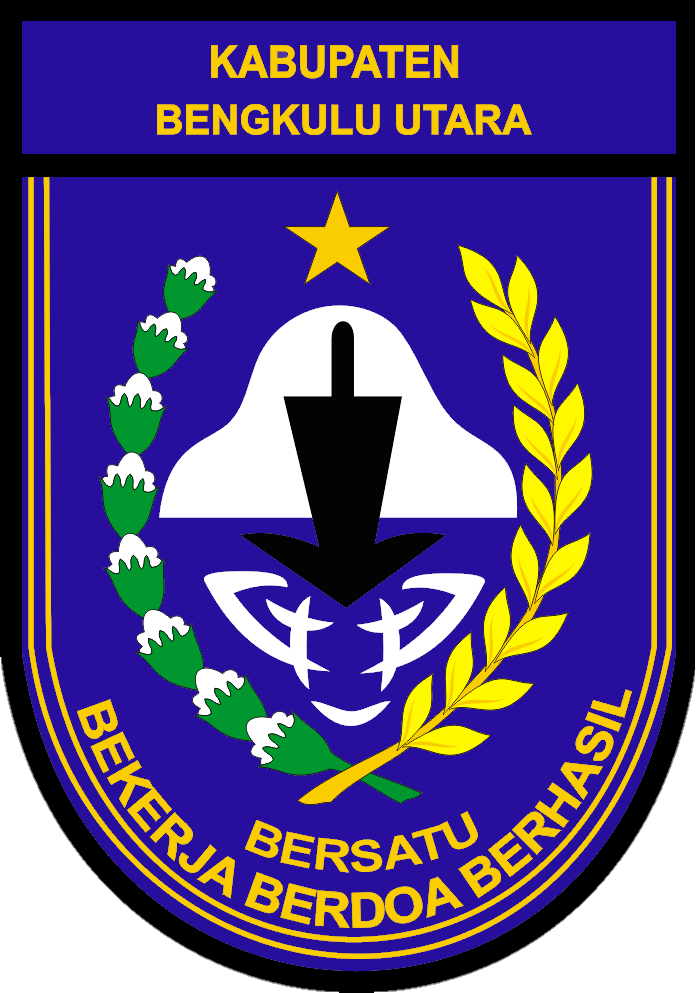 KABUPATEN
BENGKULU UTARA
BERSATU
BEKERJA BERDOA BERHASIL